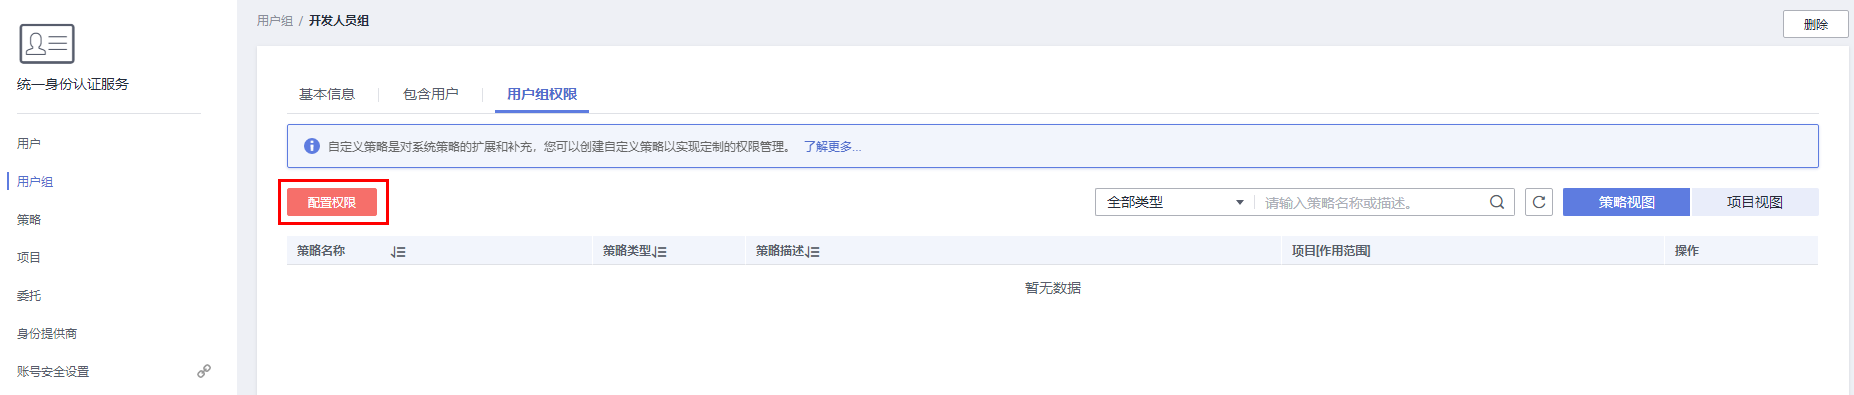 统一身份认证服务
用户
用户组
策略
项目
委托
身份提供商
账号安全设置
用户组 / 开发人员组
删除
基本信息 包含用户 用户组权限
自定义策略是对系统策略的扩展和补充，您可以创建自定义策略以实现定制的权限管理。 了解更多...
配置权限 全部类型 请输入策略名称或描述。 策略视图 项目视图
策略名称 策略类型 策略描述 项目[作用范围] 操作
暂无数据